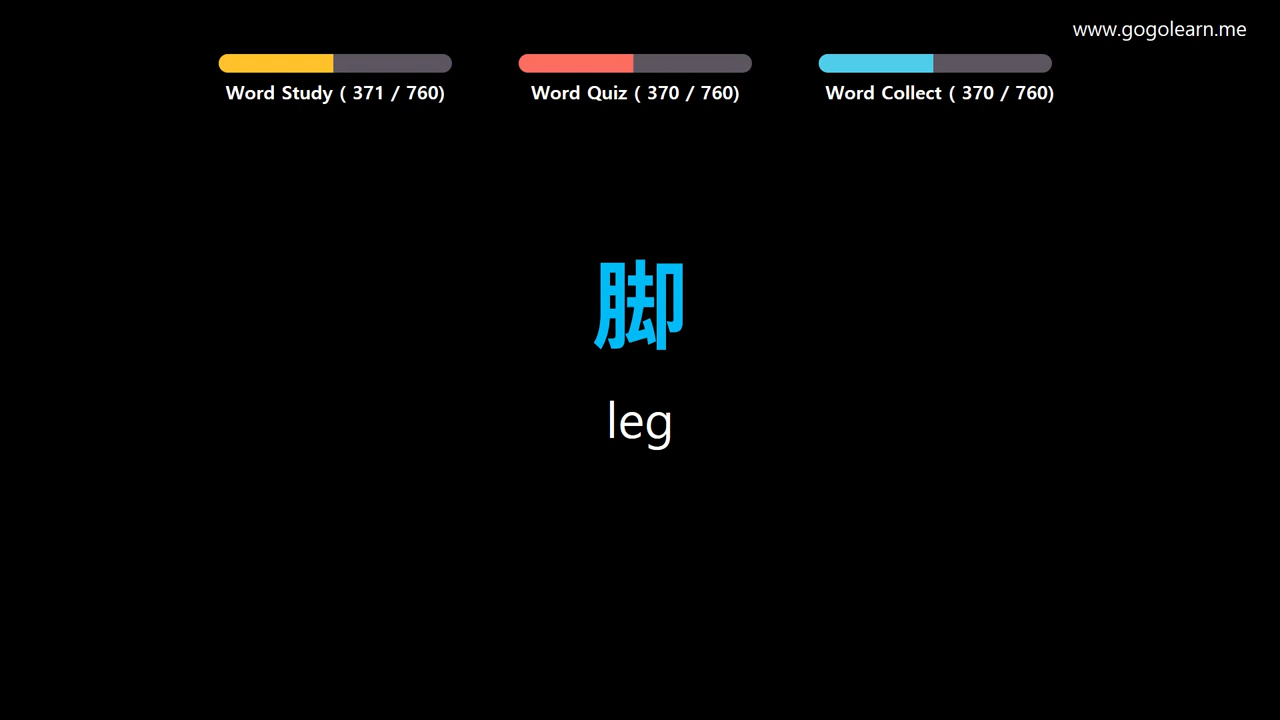 www.gogolearn.me
Word Study ( 371 / 760)
Word Quiz ( 370 / 760)
Word Collect ( 370 / 760)
脚
leg